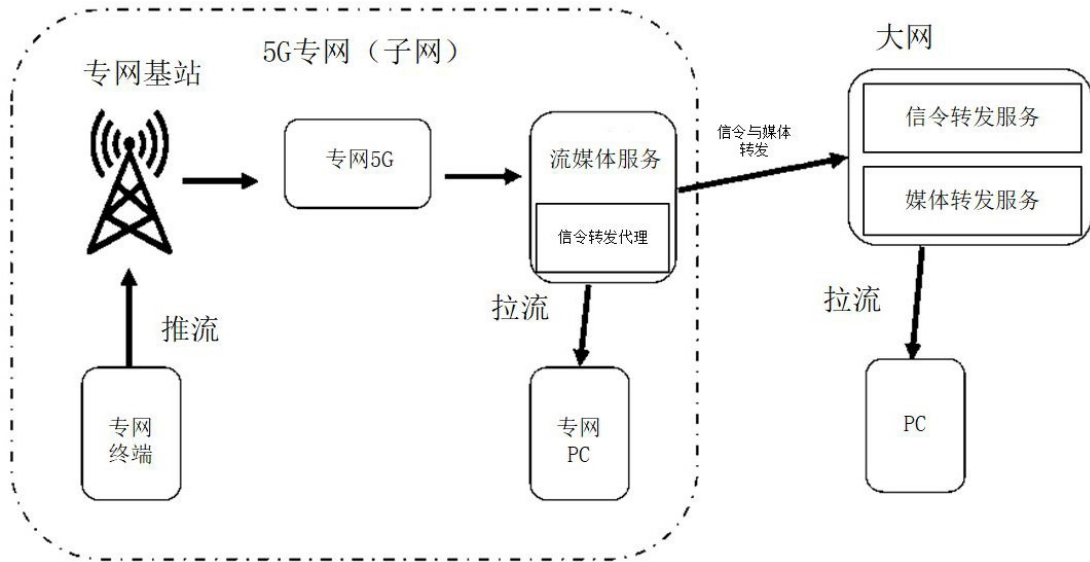 5G专网（子网）
大网
专网基站
信令转发服务
信令与媒体
转发
专网5G
流媒体服务
媒体转发服务
信令转发代理
拉流
拉流
推流
专网
终端
专网
PC
PC